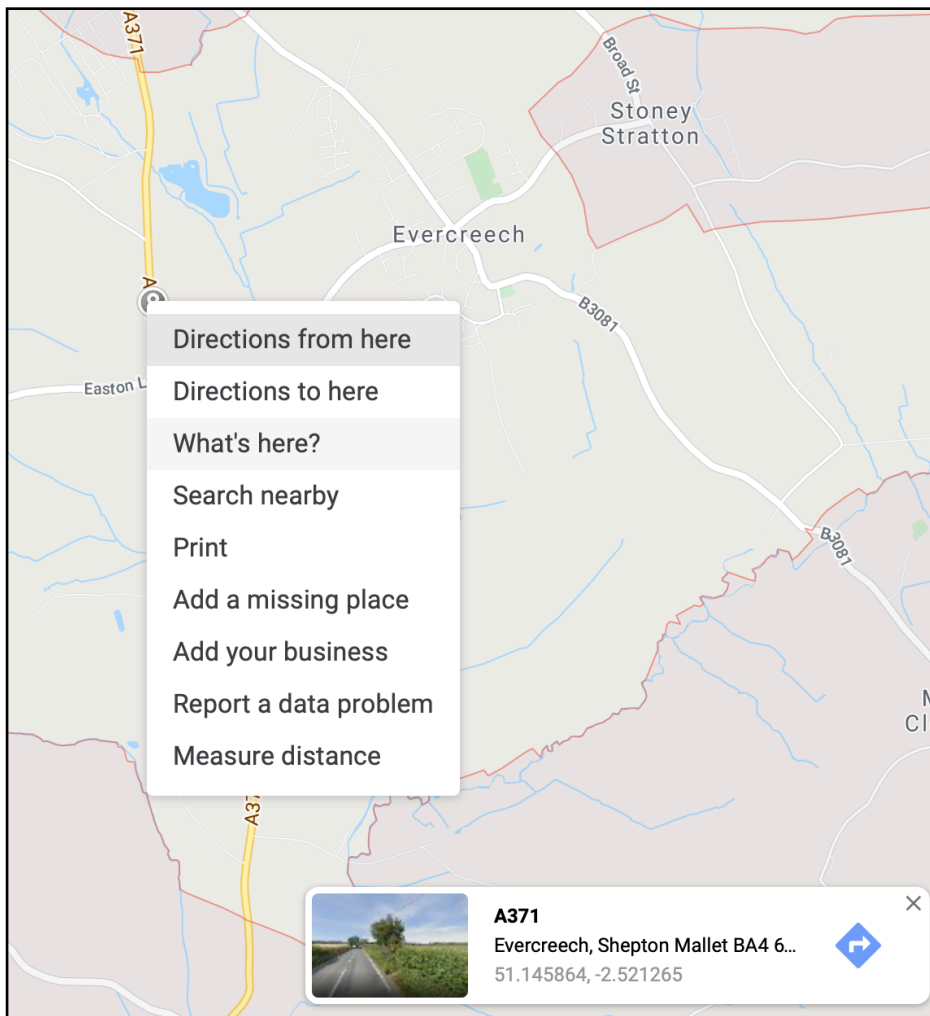 A371
Broad St
Stoney
Stratton
Evercreech
A
B3081
Directions from here
Directions to here
Easton L
What's here?
Search nearby
Print
B3081
Add a missing place
Add your business
Report a data problem
Cl
Measure distance
A37
A371
Evercreech, Shepton Mallet BA4 6...
51.145864, -2.521265